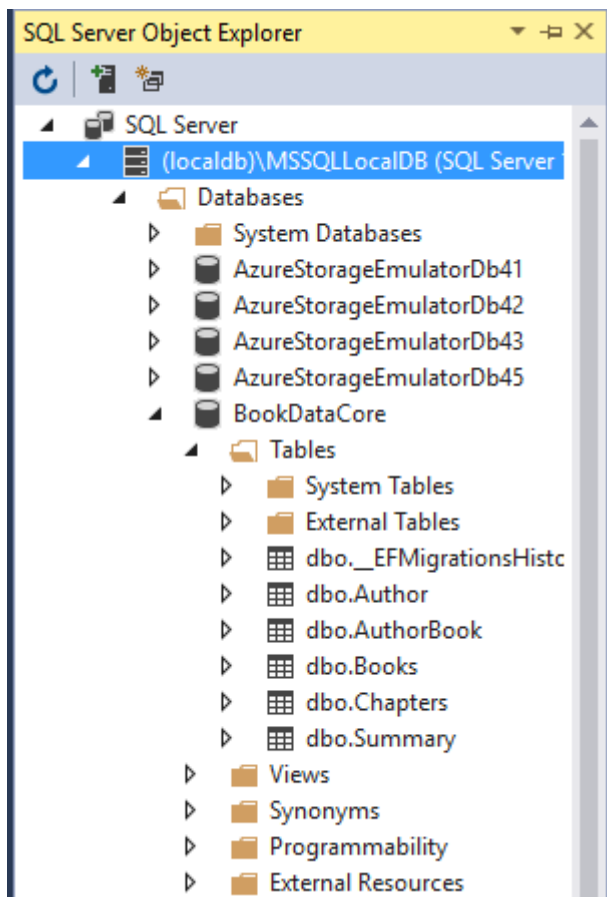 SQL Server Object Explorer
SQL Server
(localdb)\MSSQLLocalDB (SQL Server
Databases
System Databases
AzureStorageEmulatorDb41
AzureStorageEmulatorDb42
AzureStorageEmulatorDb43
AzureStorageEmulatorDb45
BookDataCore
Tables
System Tables
External Tables
dbo.__EFMigrationsHistc
dbo.Author
dbo.AuthorBook
dbo.Books
dbo.Chapters
dbo.Summary
Views
Synonyms
Programmability
External Resources